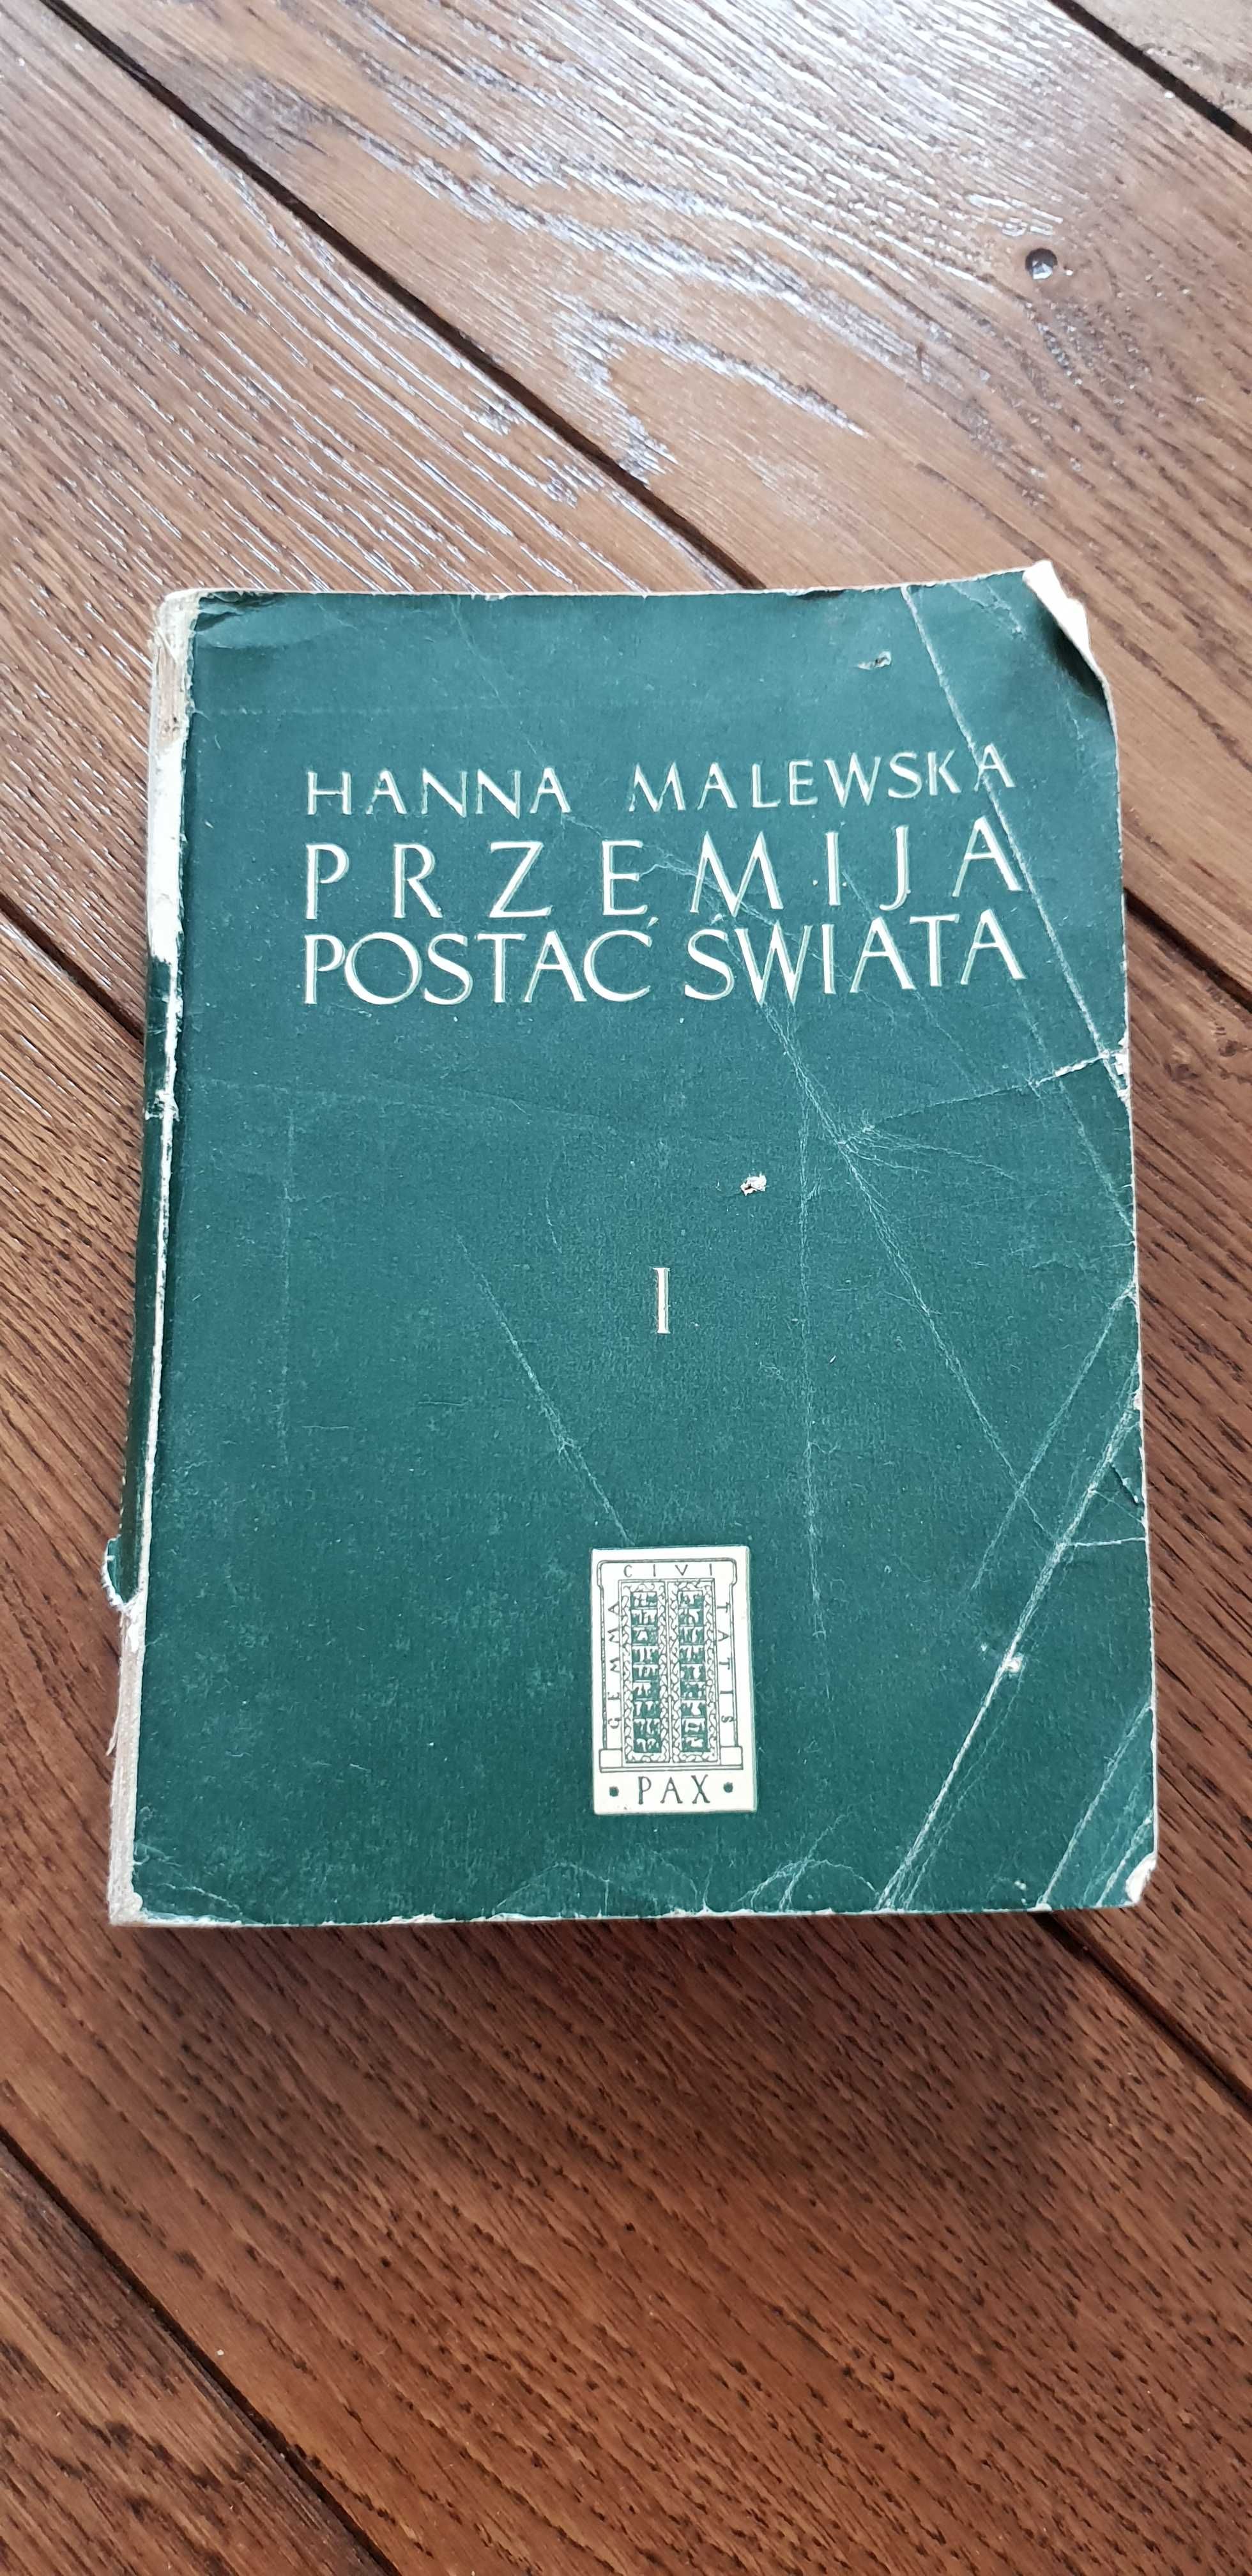 HANNA MALEWSKA
PRZEMIJA
POSTAĆ ŚWIATA
I
GEMMA CIVITATIS
• PAX •